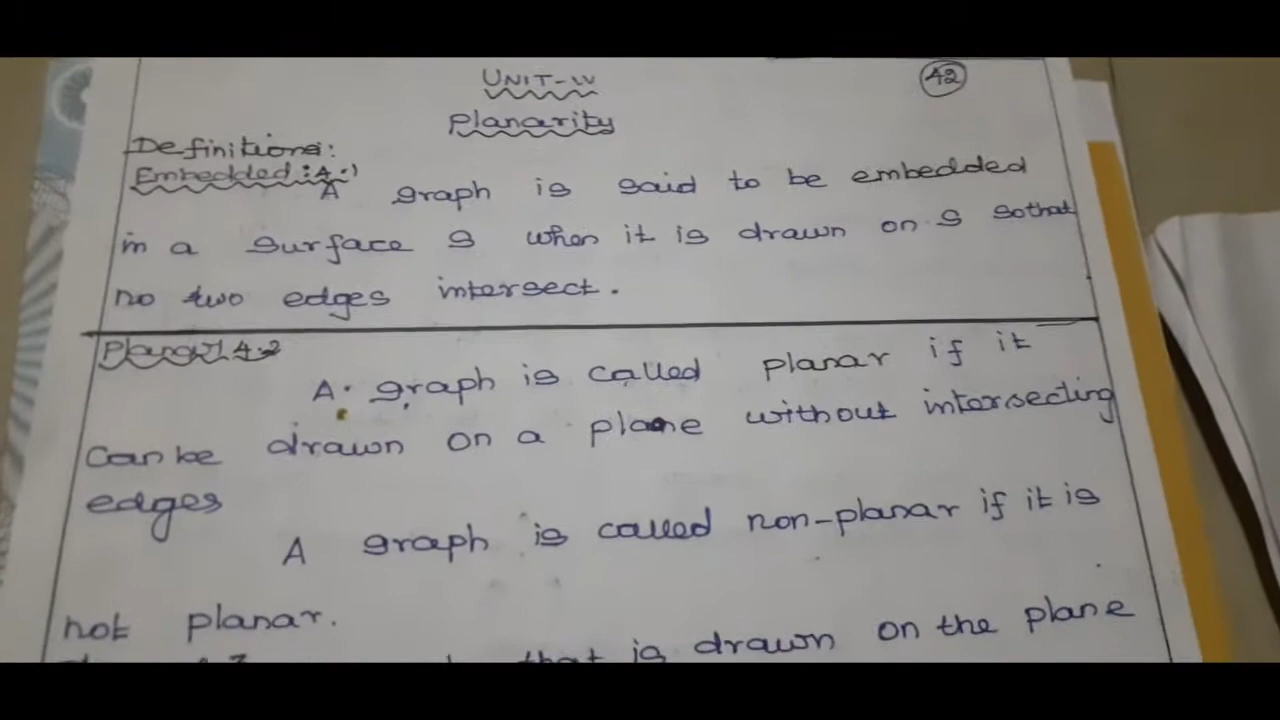 UNIT-IV
42
Planarity
Definitions:
Embedded: 4.1
A graph is said to be embedded
in a surface S when it is drawn on S so that
no two edges intersect.
Planar 4.2
A graph is called planar if it
can be drawn on a plane without intersecting
edges
A graph is called non-planar if it is
not planar.
that is drawn on the plane